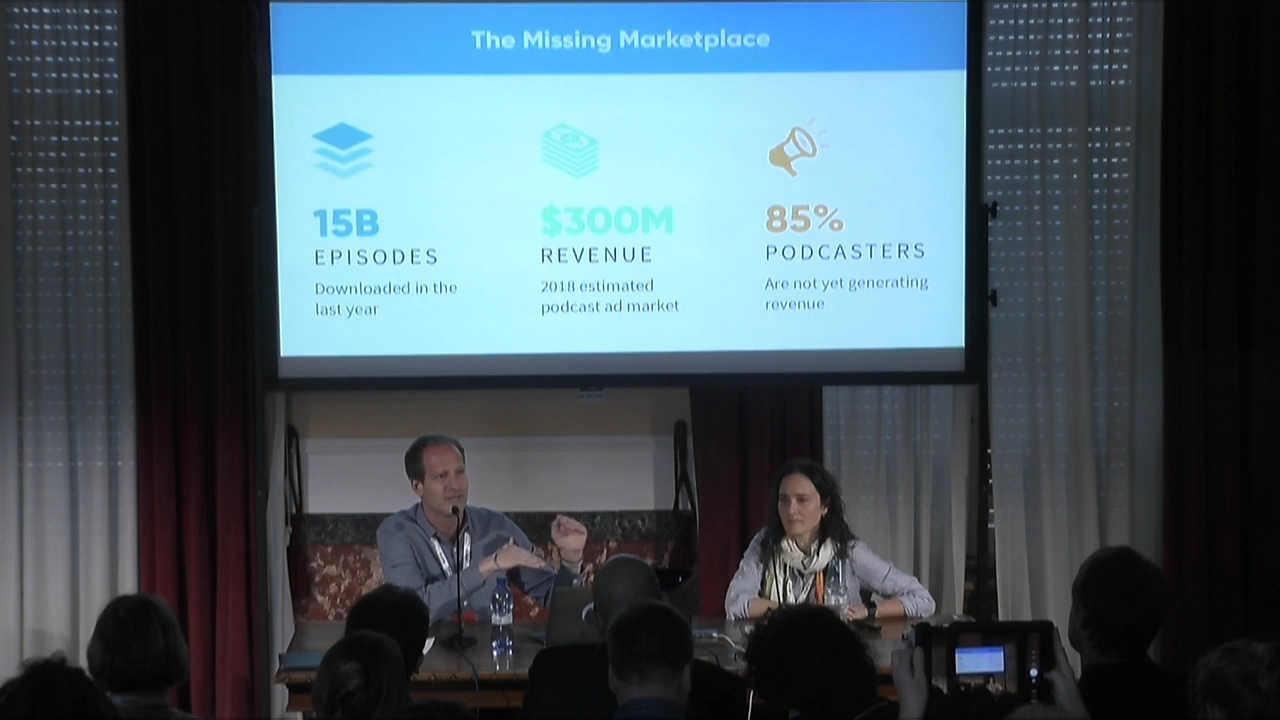 The Missing Marketplace
15B
EPISODES
Downloaded in the
last year
$300M
REVENUE
2018 estimated
podcast ad market
85%
PODCASTERS
Are not yet generating
revenue